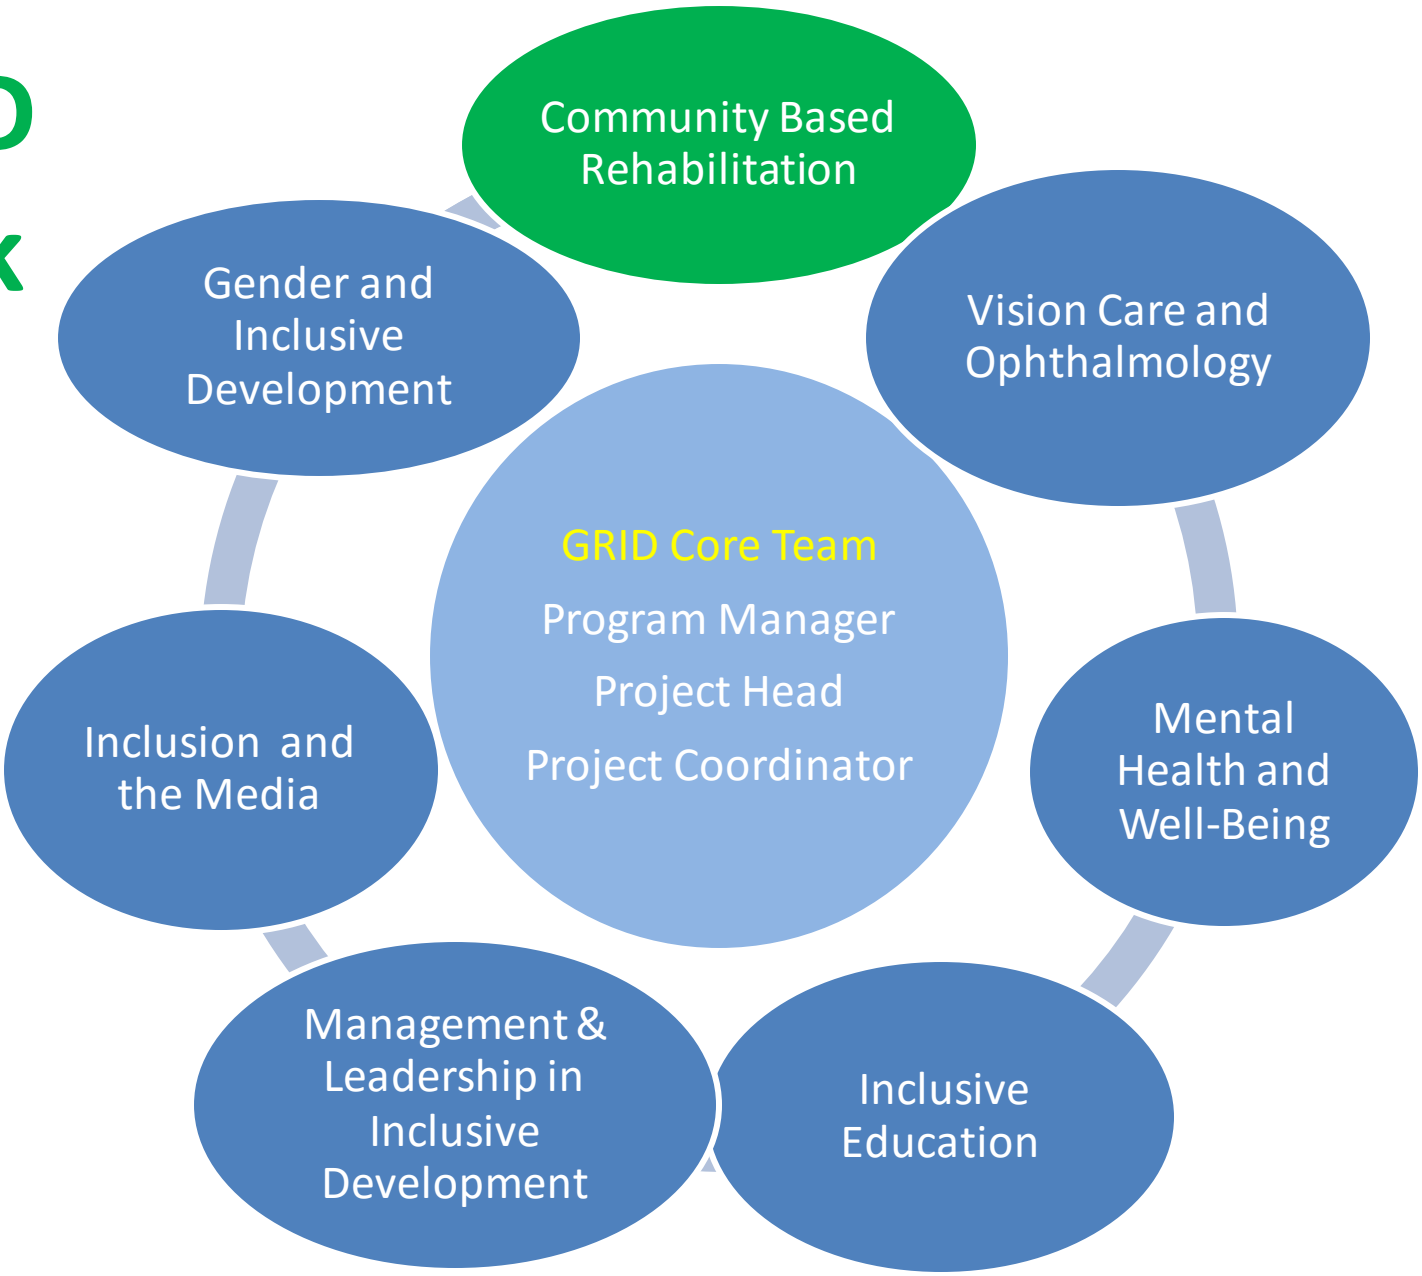 D
k
Community Based
Rehabilitation
Vision Care and
Ophthalmology
Mental
Health and
Well-Being
Inclusive
Education
Management &
Leadership in
Inclusive
Development
Inclusion and
the Media
Gender and
Inclusive
Development
GRID Core Team
Program Manager
Project Head
Project Coordinator